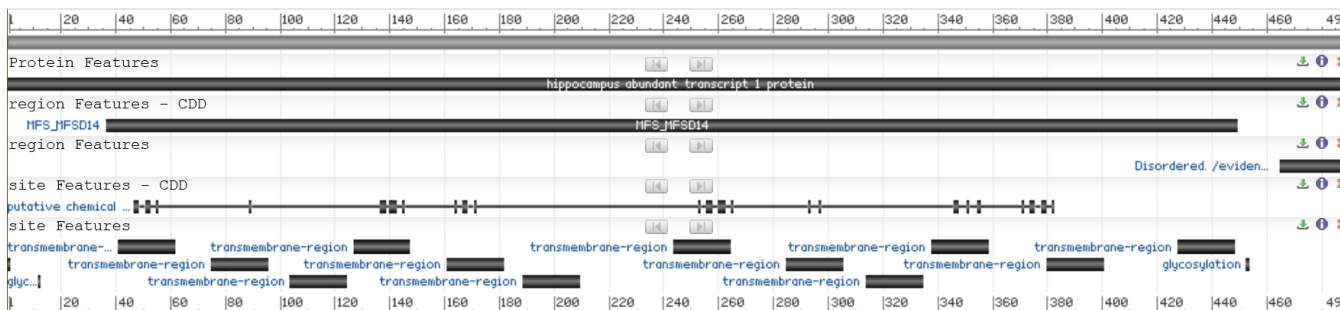 1 20 40 60 80 100 120 140 160 180 200 220 240 260 280 300 320 340 360 380 400 420 440 460 49
Protein Features
hippocampus abundant transcript 1 protein
region Features - CDD
MFS_MFSD14 MFS_MFSD14
region Features
Disordered. /eviden...
site Features - CDD
putative chemical ...
site Features
transmembrane-... transmembrane-region transmembrane-region transmembrane-region transmembrane-region
transmembrane-region transmembrane-region transmembrane-region transmembrane-region glycosylation
glyc... transmembrane-region transmembrane-region transmembrane-region
1 20 40 60 80 100 120 140 160 180 200 220 240 260 280 300 320 340 360 380 400 420 440 460 49